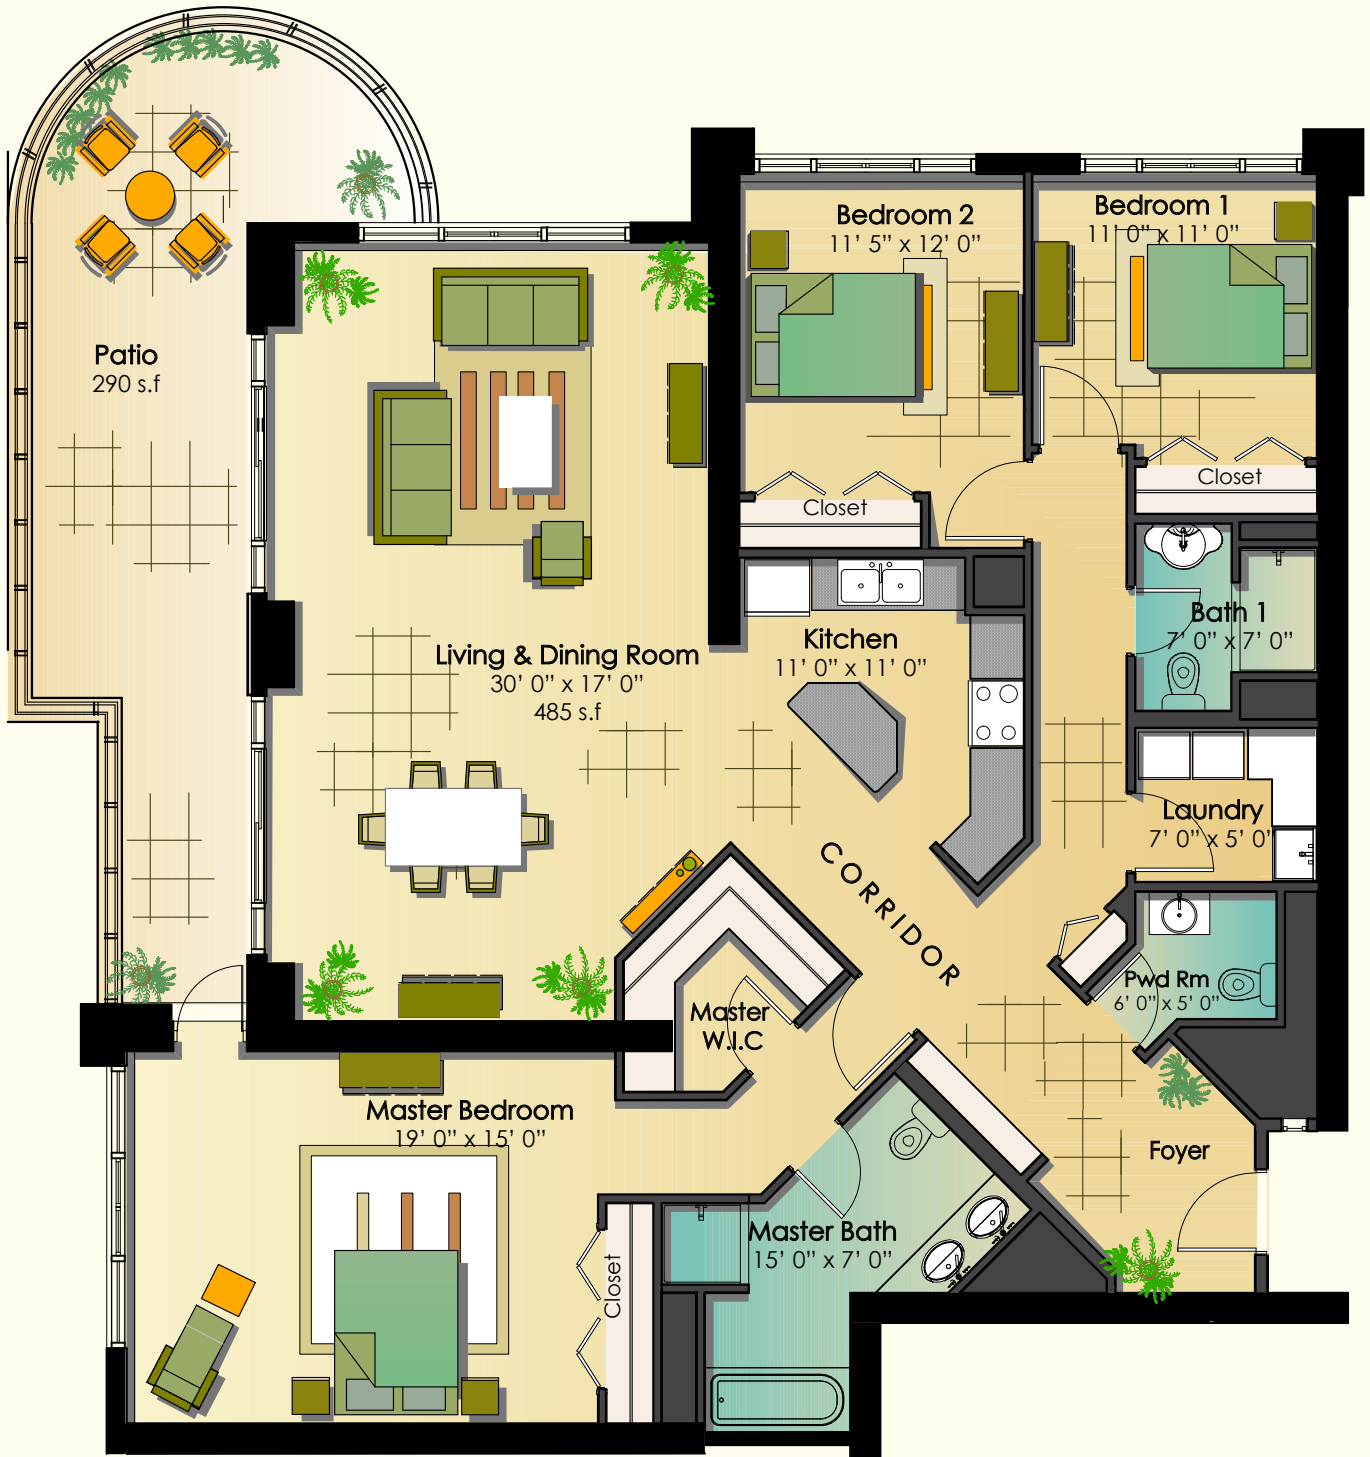 Bedroom 2
11' 5" x 12' 0"
Bedroom 1
11' 0" x 11' 0"
Patio
290 s.f
Closet
Closet
Bath 1
7' 0" x 7' 0"
Kitchen
11' 0" x 11' 0"
Living & Dining Room
30' 0" x 17' 0"
485 s.f
Laundry
7' 0" x 5' 0"
CORRIDOR
Pwd Rm
6' 0" x 5' 0"
Master
W.I.C
Master Bedroom
19' 0" x 15' 0"
Foyer
Master Bath
15' 0" x 7' 0"
Closet